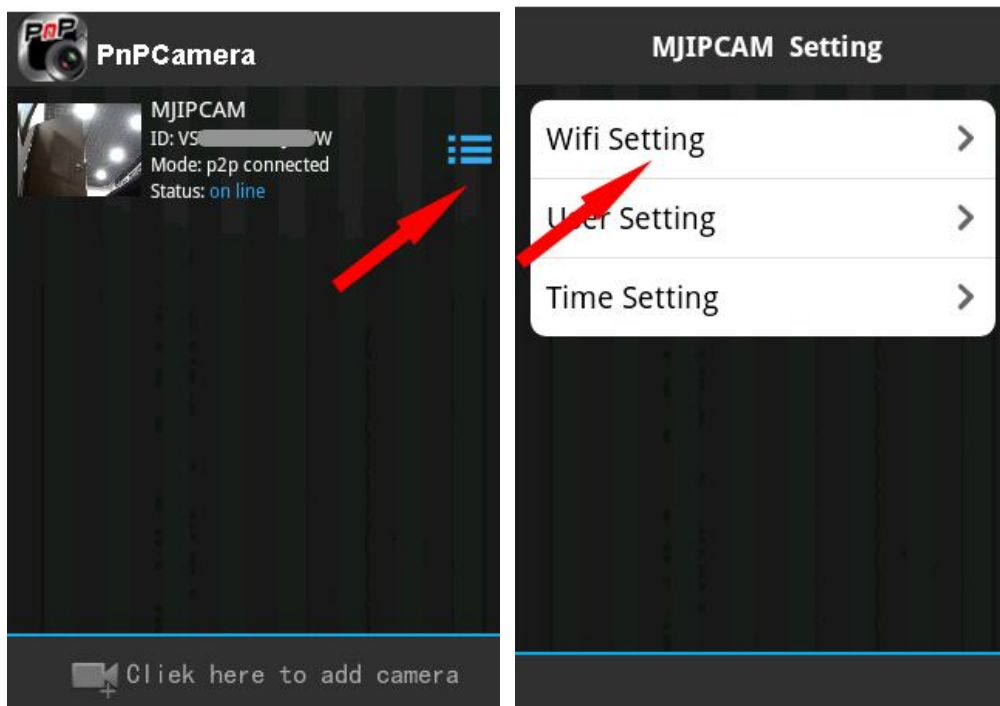 PnP
PnPCamera
MJIPCAM
ID: VS W
Mode: p2p connected
Status: on line
Cliek here to add camera
MJIPCAM Setting
Wifi Setting
User Setting
Time Setting